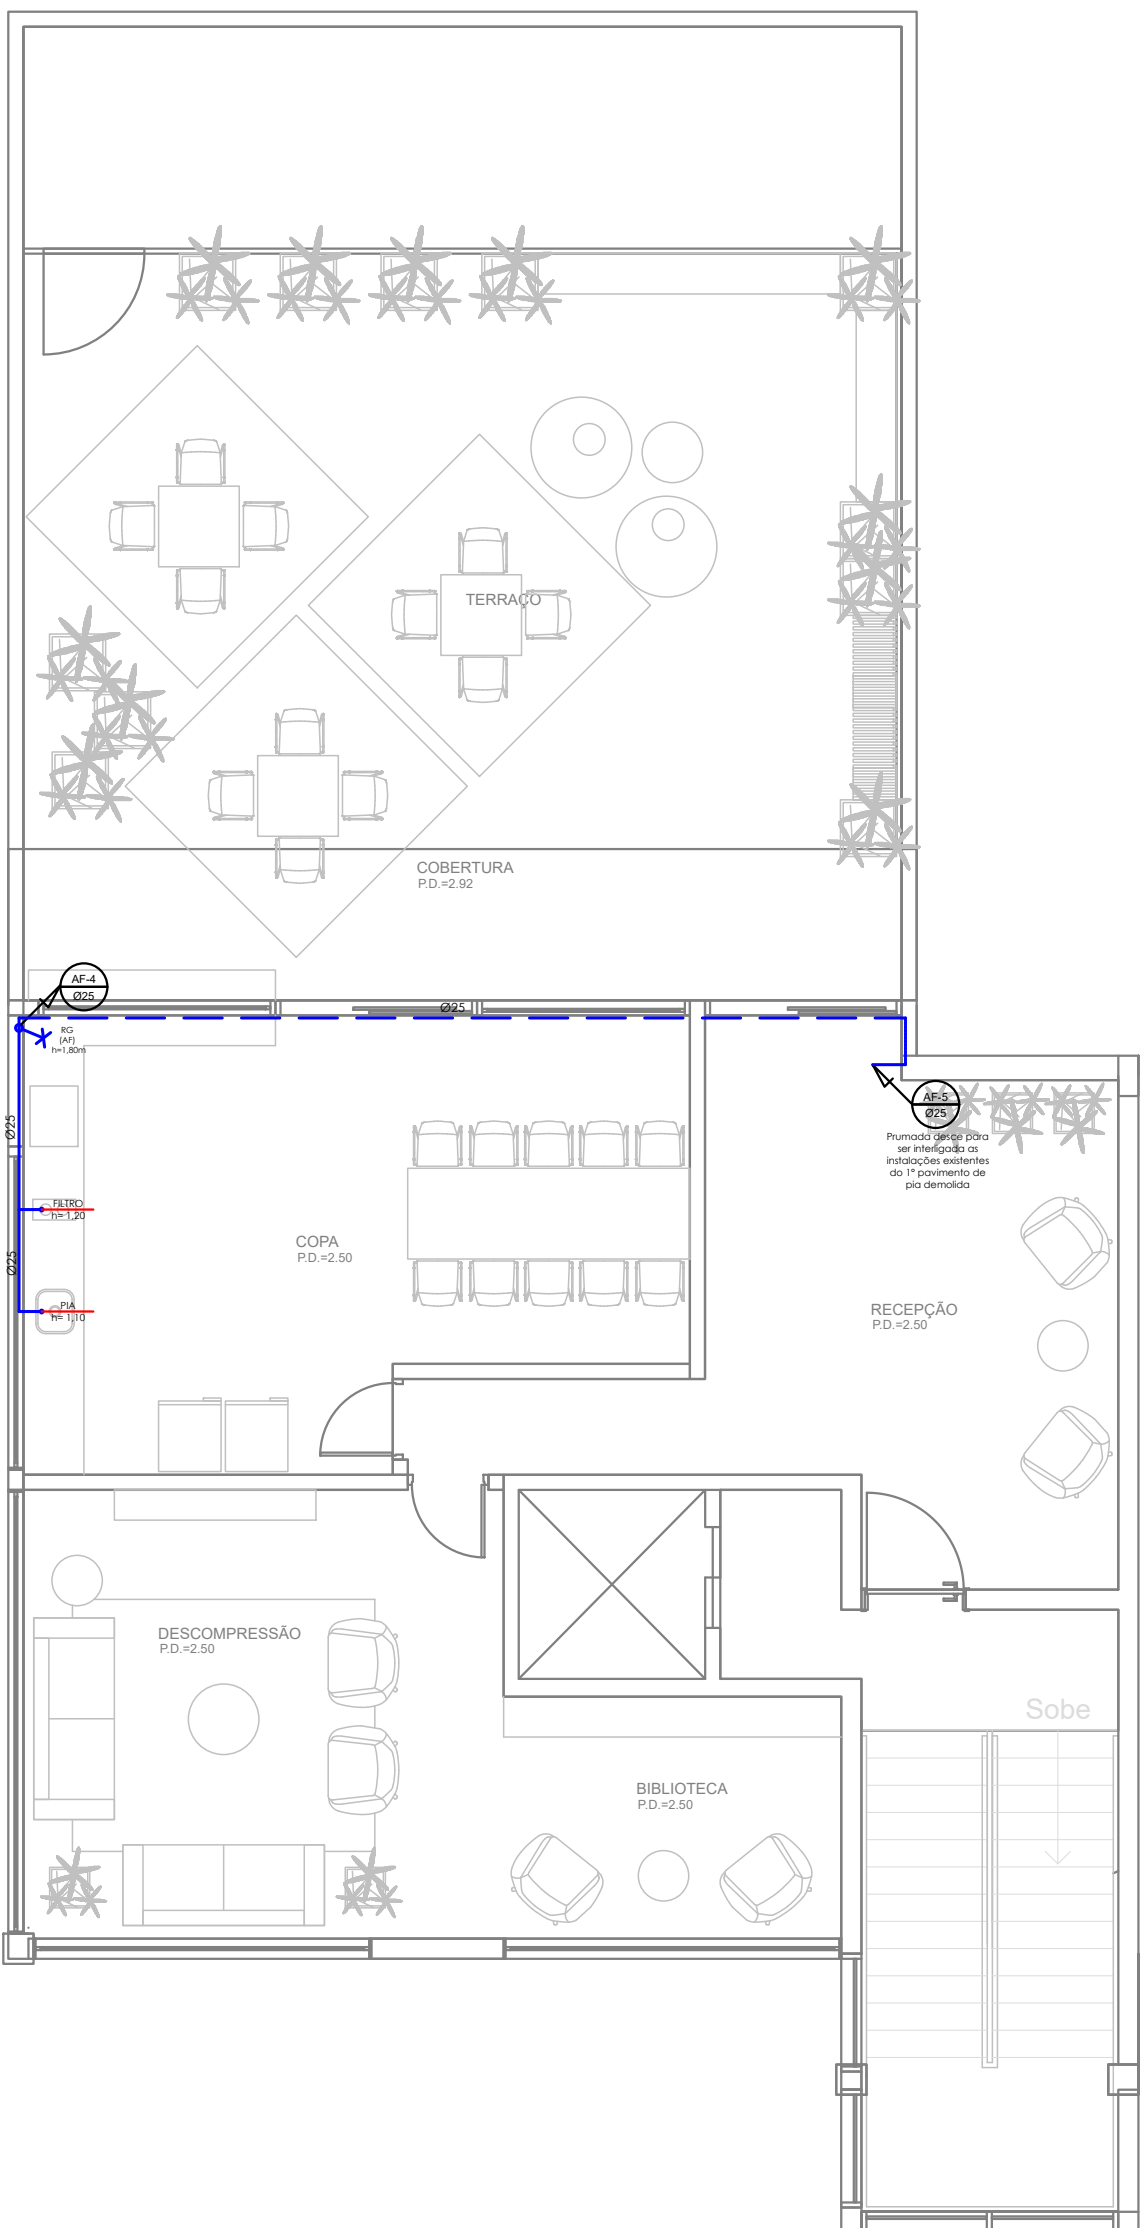 TERRAÇO
COBERTURA
P.D.=2.92
AF-4
Ø25
Ø25
RG
(AF)
h=1,80m
AF-5
Ø25
Prumada desce para
ser interligada as
instalações existentes
do 1º pavimento de
pia demolida
Ø25
FILTRO
h= 1,20
COPA
P.D.=2.50
Ø25
PIA
h= 1,10
RECEPÇÃO
P.D.=2.50
DESCOMPRESSÃO
P.D.=2.50
Sobe
BIBLIOTECA
P.D.=2.50